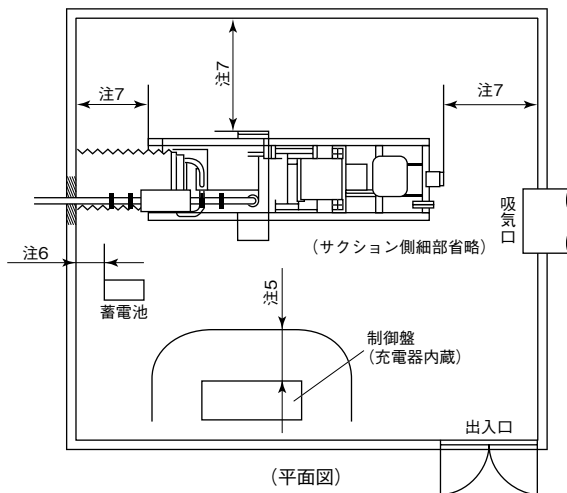 注7
注7
注7
吸気口
（サクション側細部省略）
注6
注5
蓄電池
制御盤
（充電器内蔵）
出入口
（平面図）